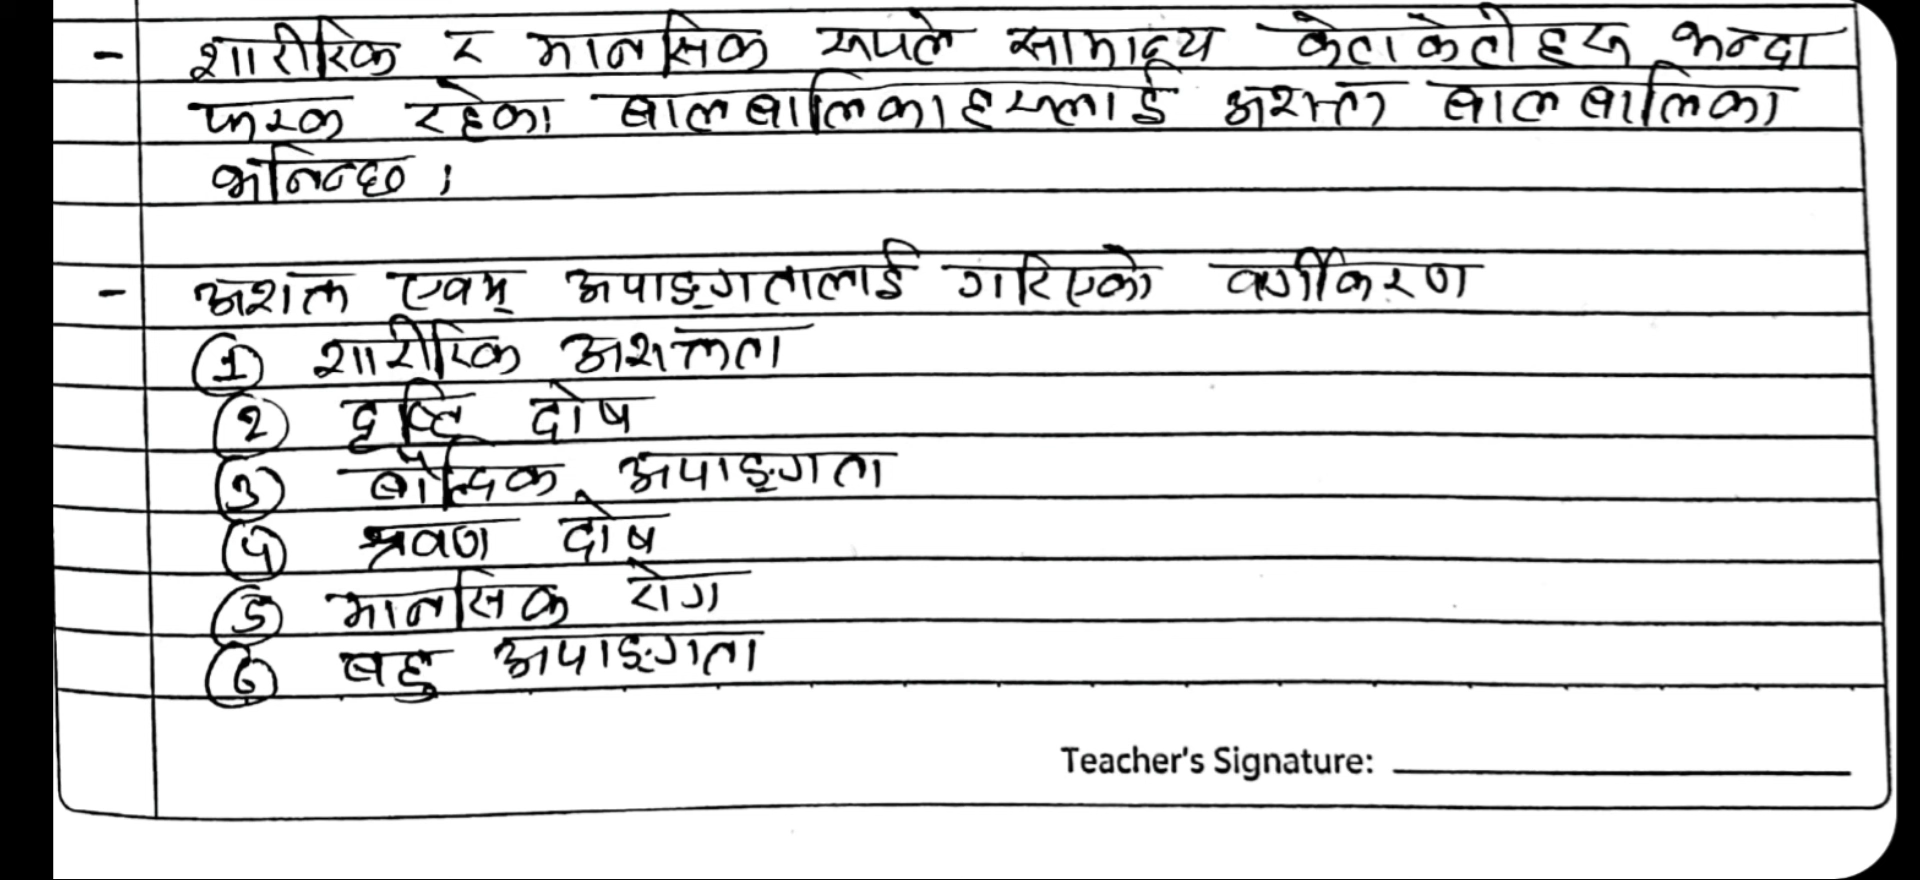 - शारीरिक र मानसिक रूपले सामान्य केटाकेटीहरू भन्दा
फरक रहेका बालबालिकाहरूलाई अशक्त बालबालिका
भनिन्छ ।
- अशक्त एवम् अपाङ्गतालाई गरिएको वर्गीकरण
① शारीरिक अशक्तता
② दृष्टि दोष
③ बौद्धिक अपाङ्गता
④ श्रवण दोष
⑤ मानसिक रोग
⑥ बहु अपाङ्गता
Teacher's Signature: